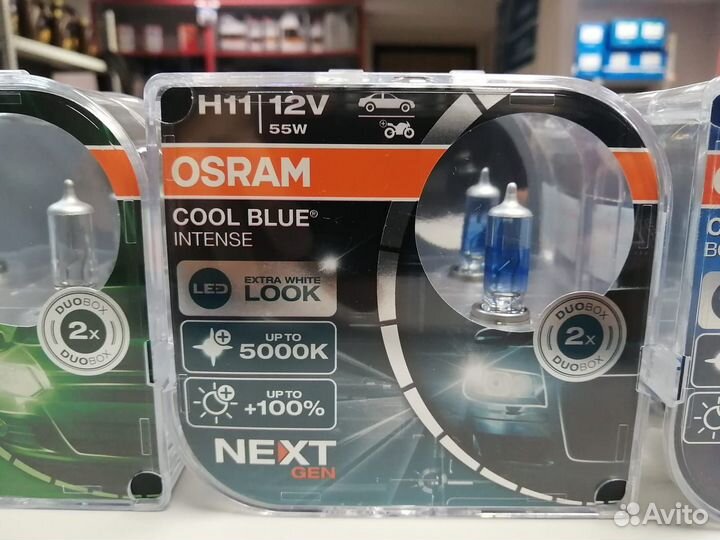 H11 12V
55W
OSRAM
COOL BLUE®
INTENSE
LED
EXTRA WHITE
LOOK
UP TO
5000K
UP TO
+100%
NEXT
GEN
DUOBOX
2x
DUOBOX
DUOBOX
2x
DUOBOX
Avito